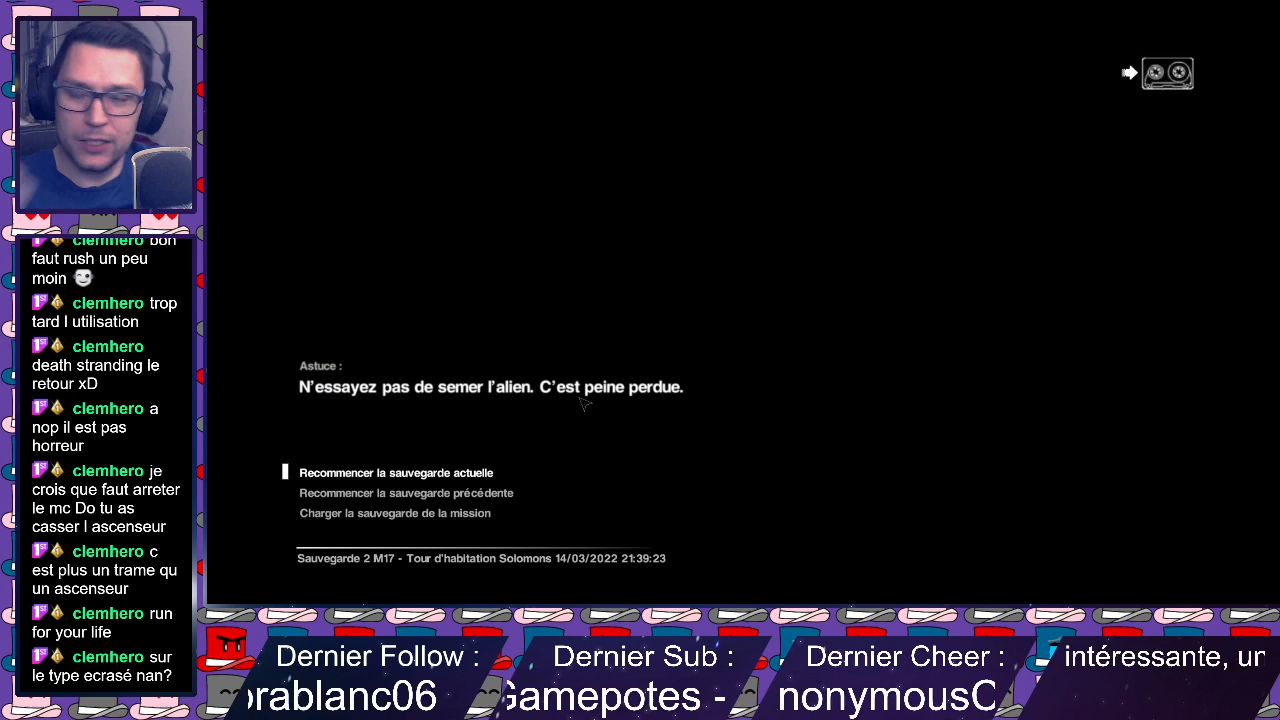 clemhero bon
faut rush un peu
moin
clemhero trop
tard l utilisation
clemhero
death stranding le
retour xD
clemhero a
nop il est pas
horreur
clemhero je
crois que faut arreter
le mc Do tu as
casser l ascenseur
clemhero c
est plus un trame qu
un ascenseur
clemhero run
for your life
clemhero sur
le type ecrasé nan?
Astuce :
N'essayez pas de semer l'alien. C'est peine perdue.
Recommencer la sauvegarde actuelle
Recommencer la sauvegarde précédente
Charger la sauvegarde de la mission
Sauvegarde 2 M17 - Tour d'habitation Solomons 14/03/2022 21:39:23
Dernier Follow :
orablanc06
Dernier Sub :
Gamepotes -
Dernier Cheer :
nonymousC
intéressante, un